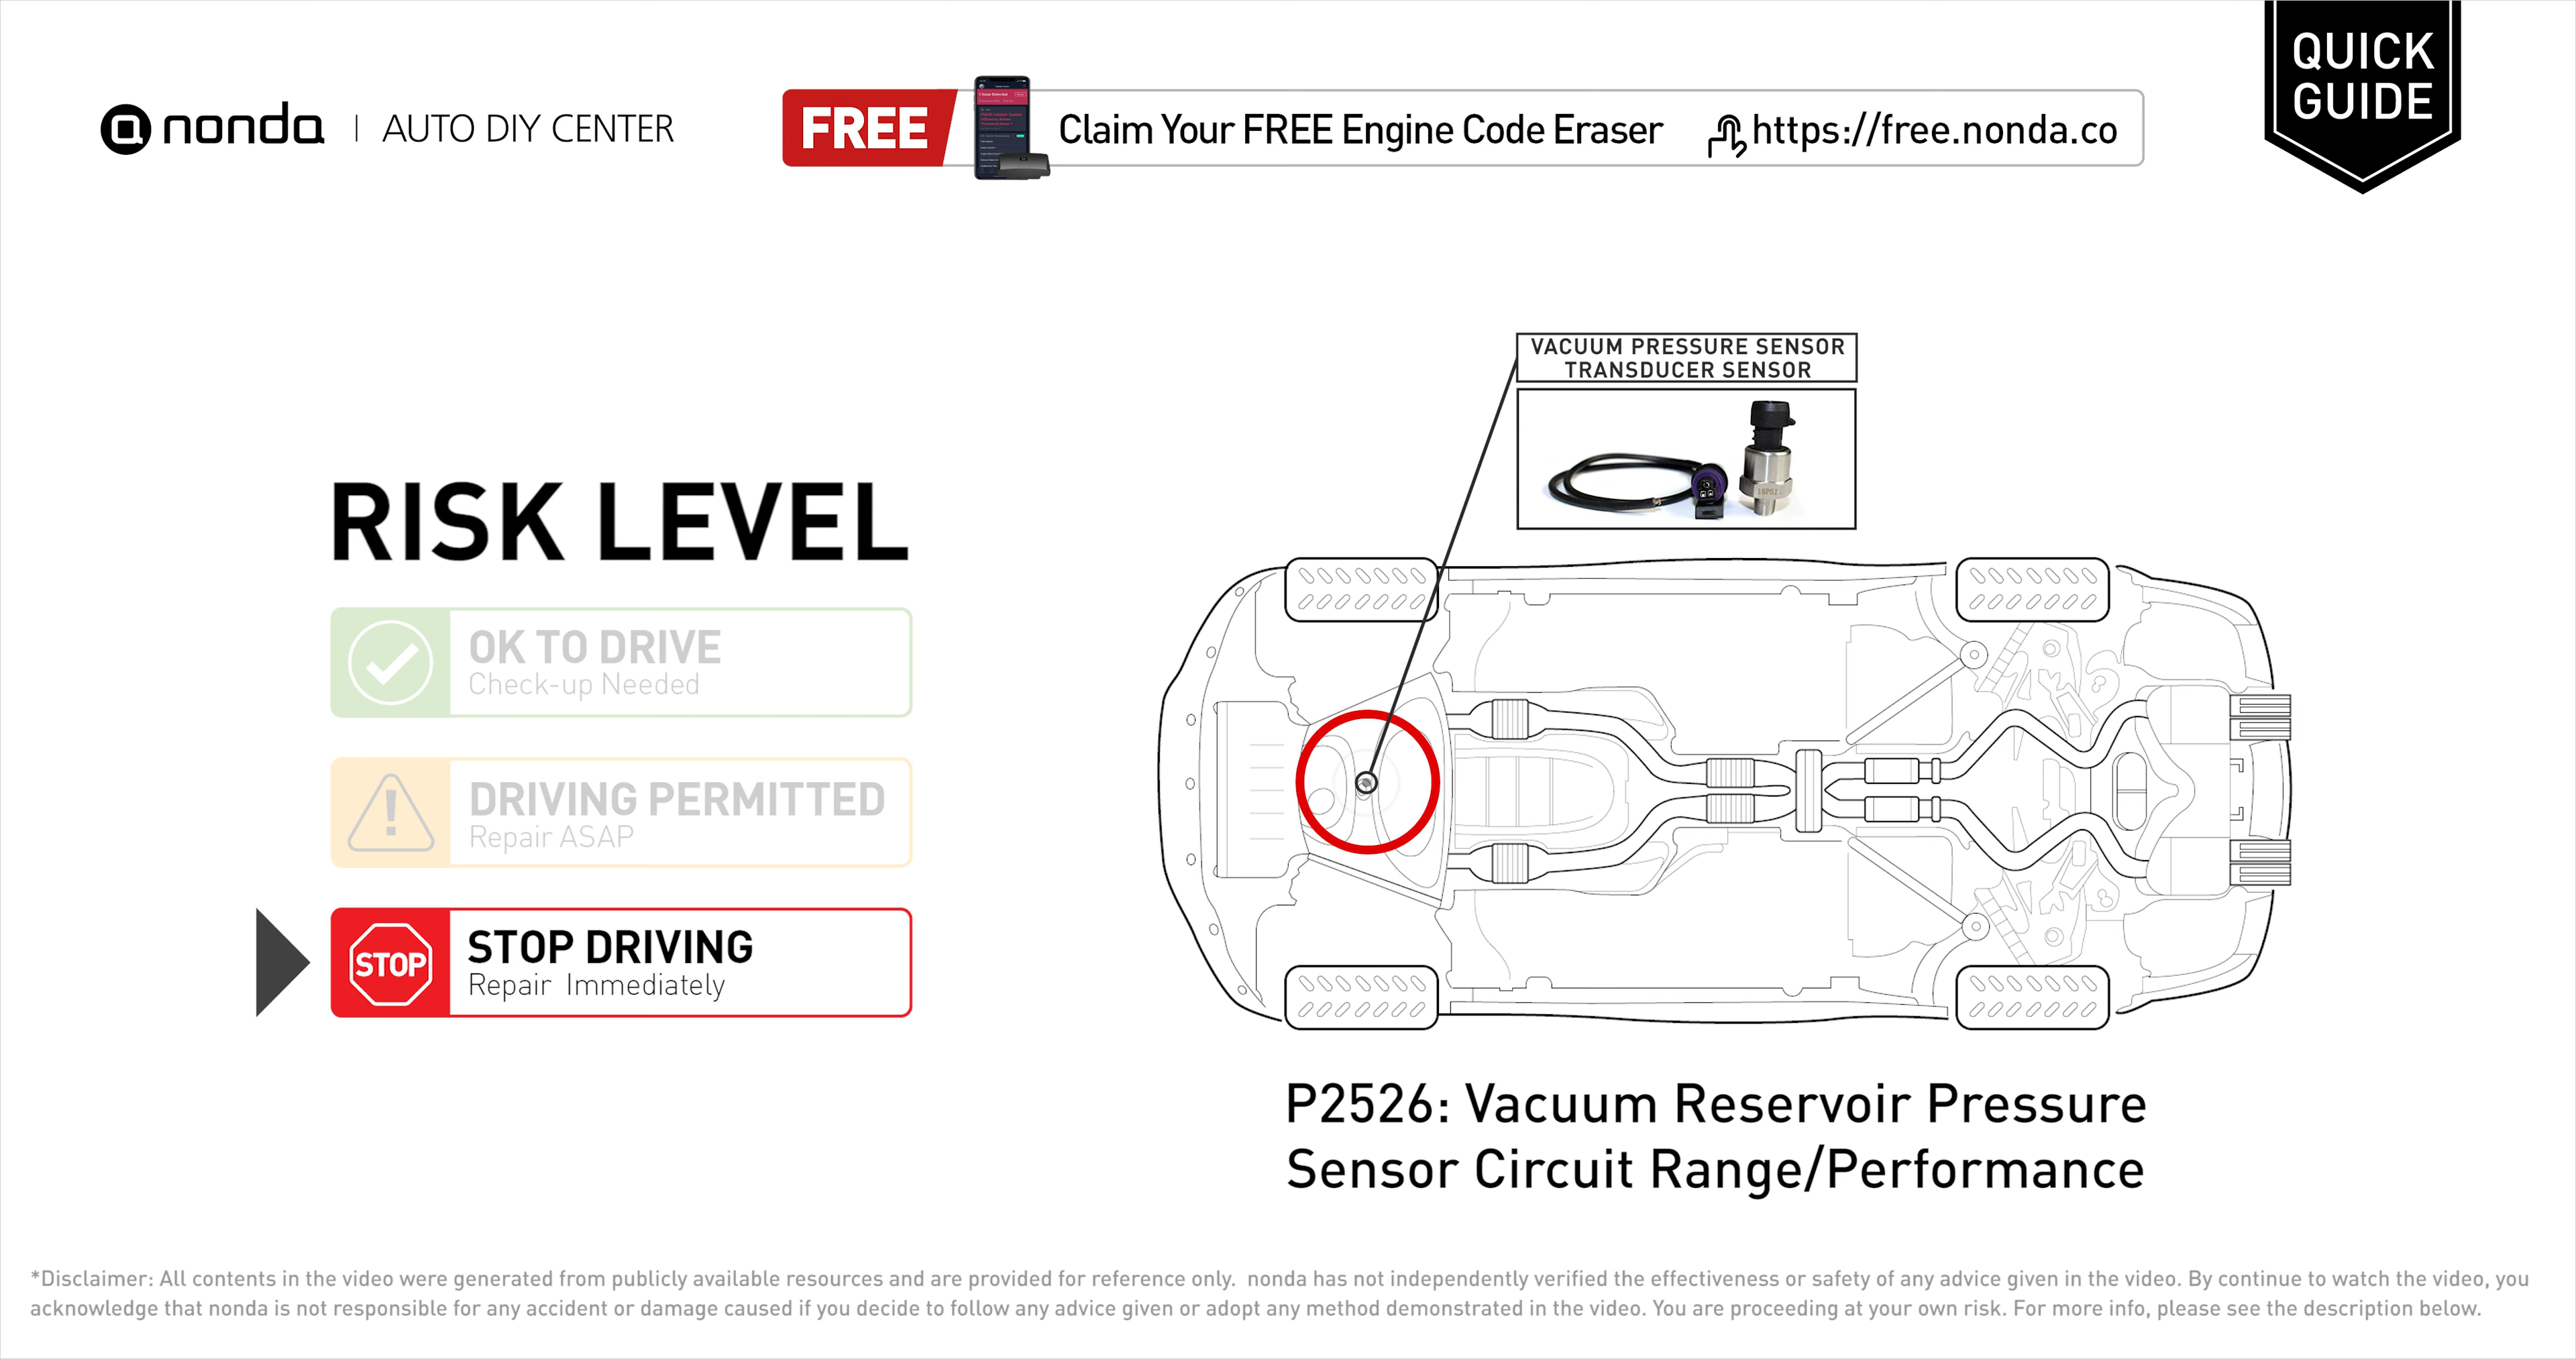 nonda | AUTO DIY CENTER
FREE
Claim Your FREE Engine Code Eraser
https://free.nonda.co
QUICK
GUIDE
VACUUM PRESSURE SENSOR
TRANSDUCER SENSOR
RISK LEVEL
OK TO DRIVE
Check-up Needed
DRIVING PERMITTED
Repair ASAP
STOP
STOP DRIVING
Repair Immediately
P2526: Vacuum Reservoir Pressure
Sensor Circuit Range/Performance
*Disclaimer: All contents in the video were generated from publicly available resources and are provided for reference only. nonda has not independently verified the effectiveness or safety of any advice given in the video. By continue to watch the video, you
acknowledge that nonda is not responsible for any accident or damage caused if you decide to follow any advice given or adopt any method demonstrated in the video. You are proceeding at your own risk. For more info, please see the description below.